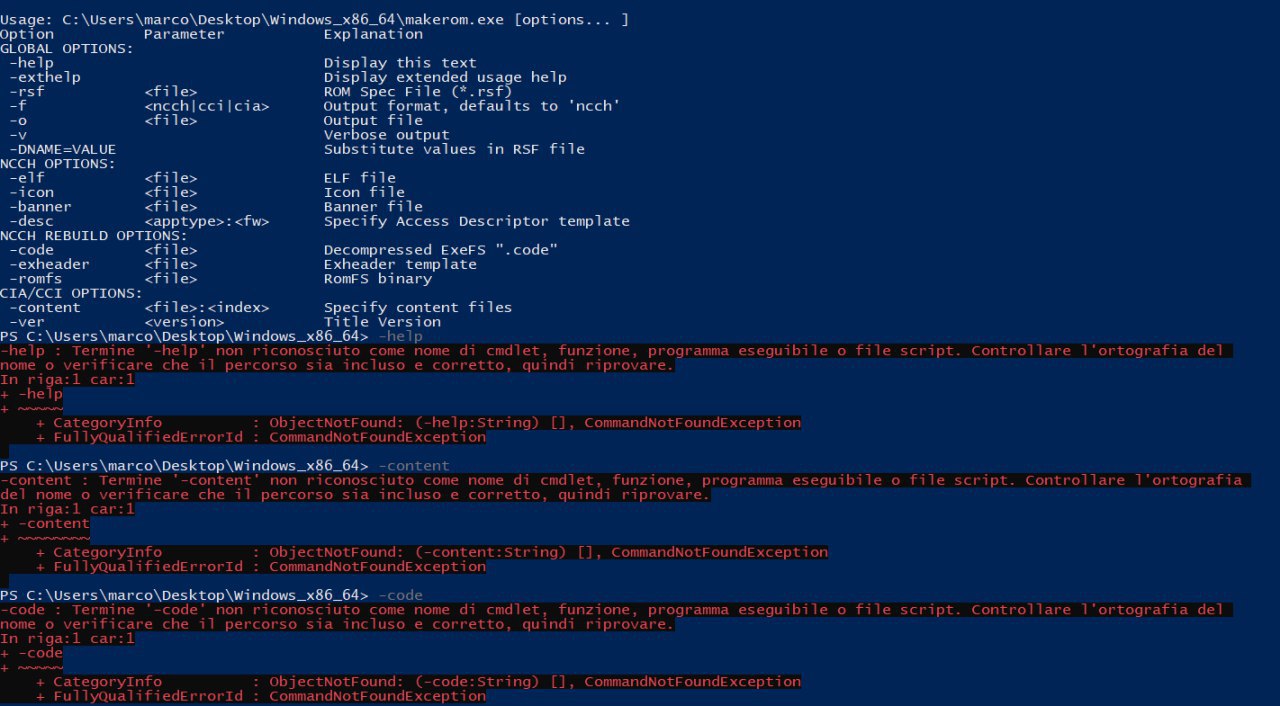 Usage: C:\Users\marco\Desktop\Windows_x86_64\makerom.exe [options... ]
Option          Parameter           Explanation
GLOBAL OPTIONS:
 -help                              Display this text
 -exthelp                           Display extended usage help
 -rsf           <file>              ROM Spec File (*.rsf)
 -f             <ncch|cci|cia>      Output format, defaults to 'ncch'
 -o             <file>              Output file
 -v                                 Verbose output
 -DNAME=VALUE                       Substitute values in RSF file
NCCH OPTIONS:
 -elf           <file>              ELF file
 -icon          <file>              Icon file
 -banner        <file>              Banner file
 -desc          <apptype>:<fw>      Specify Access Descriptor template
NCCH REBUILD OPTIONS:
 -code          <file>              Decompressed ExeFS ".code"
 -exheader      <file>              Exheader template
 -romfs         <file>              RomFS binary
CIA/CCI OPTIONS:
 -content       <file>:<index>      Specify content files
 -ver           <version>           Title Version
PS C:\Users\marco\Desktop\Windows_x86_64> -help
-help : Termine '-help' non riconosciuto come nome di cmdlet, funzione, programma eseguibile o file script. Controllare l'ortografia del
nome o verificare che il percorso sia incluso e corretto, quindi riprovare.
In riga:1 car:1
+ -help
+ ~~~~~
    + CategoryInfo          : ObjectNotFound: (-help:String) [], CommandNotFoundException
    + FullyQualifiedErrorId : CommandNotFoundException
PS C:\Users\marco\Desktop\Windows_x86_64> -content
-content : Termine '-content' non riconosciuto come nome di cmdlet, funzione, programma eseguibile o file script. Controllare l'ortografia
del nome o verificare che il percorso sia incluso e corretto, quindi riprovare.
In riga:1 car:1
+ -content
+ ~~~~~~~~
    + CategoryInfo          : ObjectNotFound: (-content:String) [], CommandNotFoundException
    + FullyQualifiedErrorId : CommandNotFoundException
PS C:\Users\marco\Desktop\Windows_x86_64> -code
-code : Termine '-code' non riconosciuto come nome di cmdlet, funzione, programma eseguibile o file script. Controllare l'ortografia del
nome o verificare che il percorso sia incluso e corretto, quindi riprovare.
In riga:1 car:1
+ -code
+ ~~~~~
    + CategoryInfo          : ObjectNotFound: (-code:String) [], CommandNotFoundException
    + FullyQualifiedErrorId : CommandNotFoundException